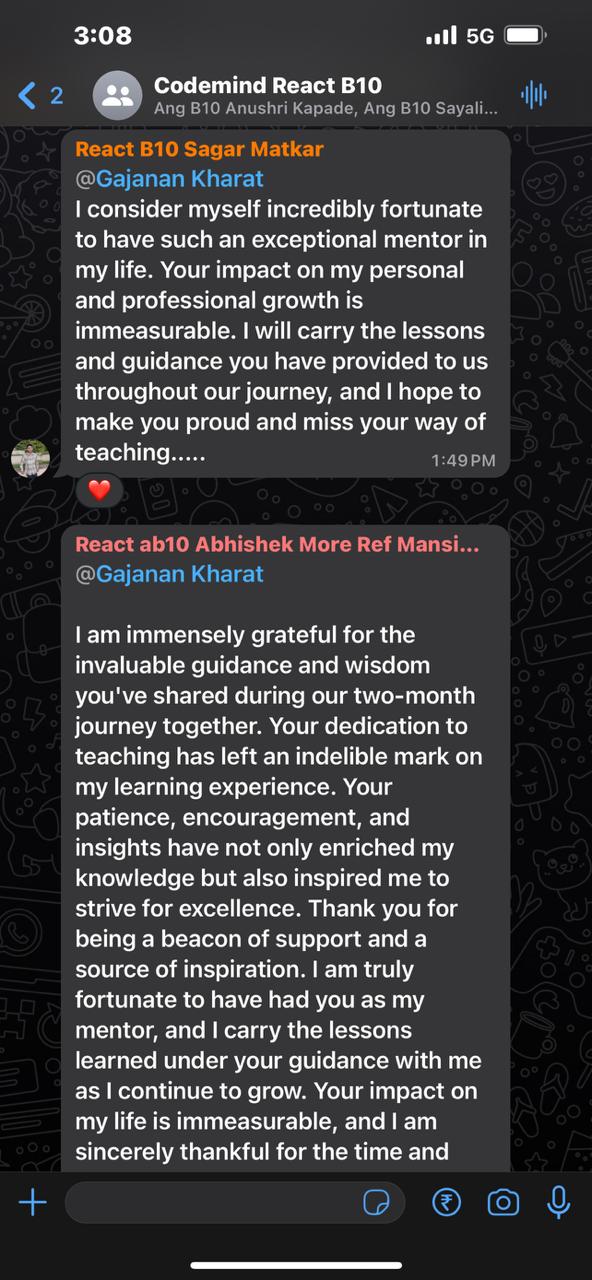 3:08
5G
2
Codemind React B10
Ang B10 Anushri Kapade, Ang B10 Sayali...
React B10 Sagar Matkar
@Gajanan Kharat
I consider myself incredibly fortunate
to have such an exceptional mentor in
my life. Your impact on my personal
and professional growth is
immeasurable. I will carry the lessons
and guidance you have provided to us
throughout our journey, and I hope to
make you proud and miss your way of
teaching.....
1:49 PM
React ab10 Abhishek More Ref Mansi...
@Gajanan Kharat
I am immensely grateful for the
invaluable guidance and wisdom
you've shared during our two-month
journey together. Your dedication to
teaching has left an indelible mark on
my learning experience. Your
patience, encouragement, and
insights have not only enriched my
knowledge but also inspired me to
strive for excellence. Thank you for
being a beacon of support and a
source of inspiration. I am truly
fortunate to have had you as my
mentor, and I carry the lessons
learned under your guidance with me
as I continue to grow. Your impact on
my life is immeasurable, and I am
sincerely thankful for the time and
₹